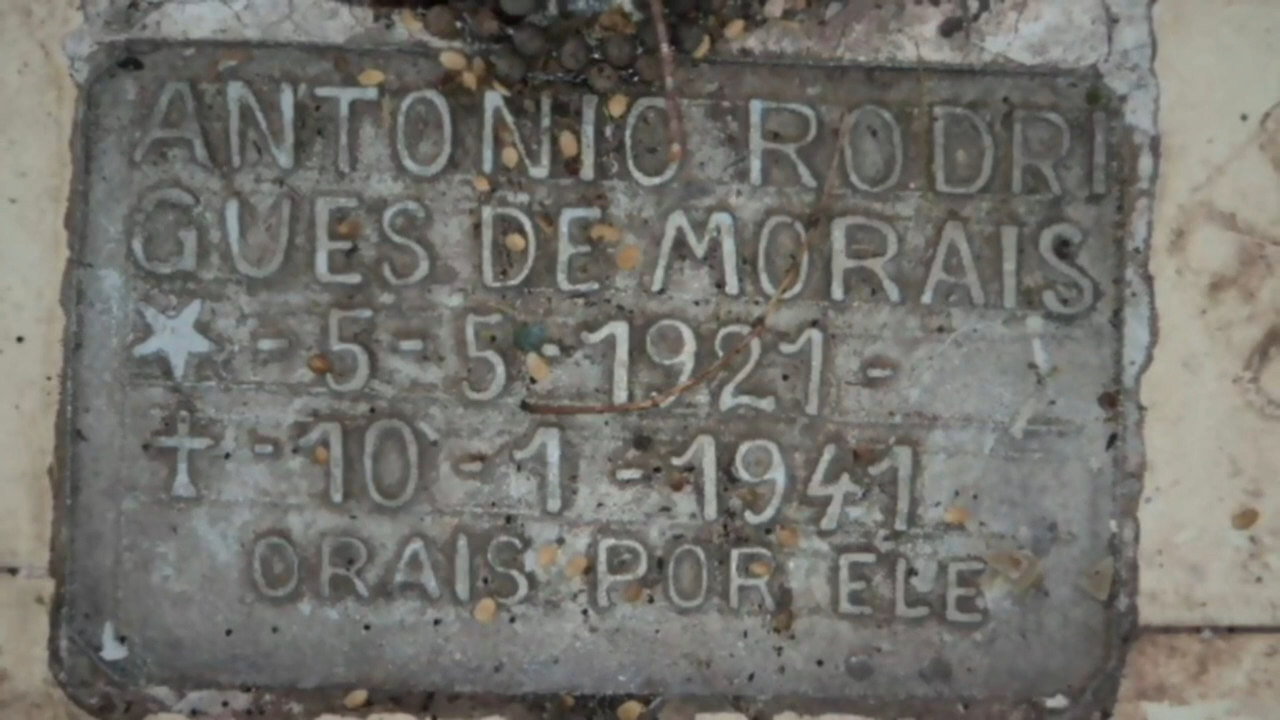 ANTONIO RODRI
GUES DE MORAIS
★ - 5 - 5 - 1921 -
✝ - 10 - 1 - 1941
ORAIS POR ELE